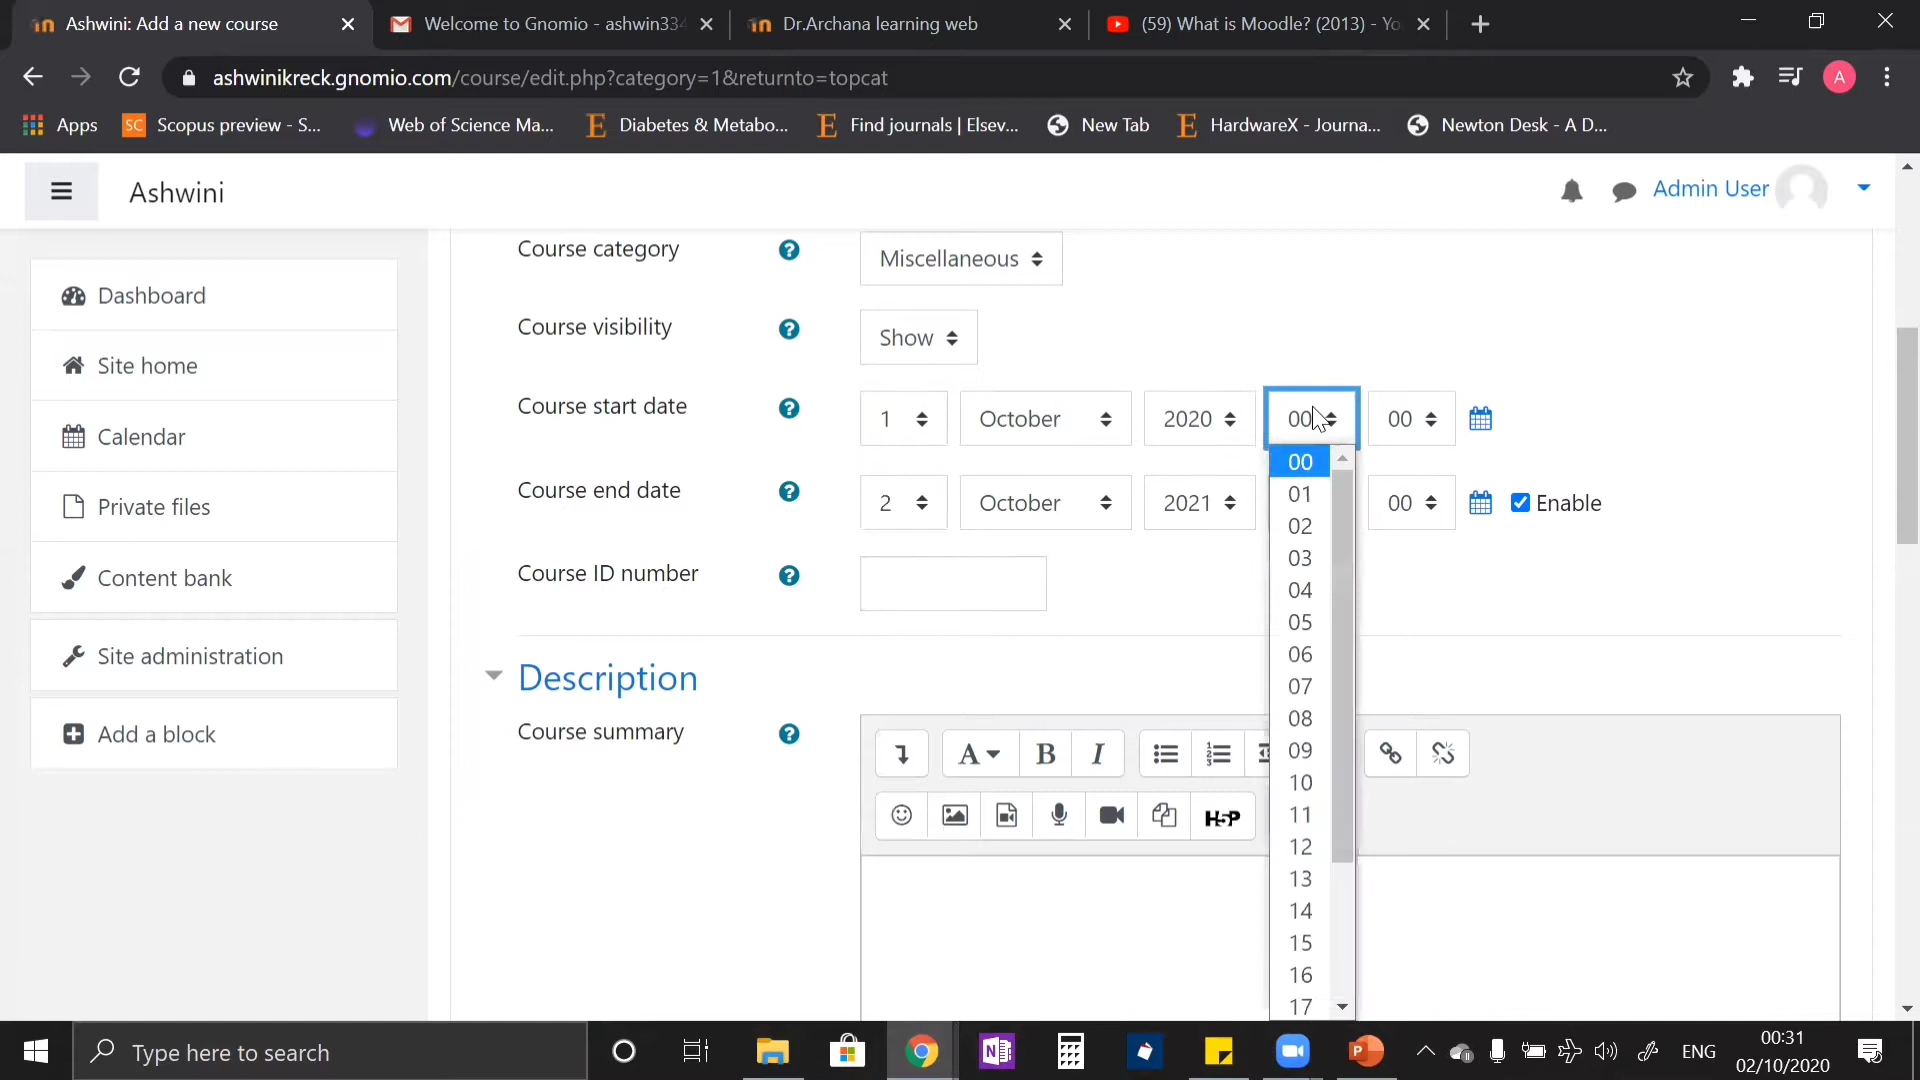 Ashwini: Add a new course
Welcome to Gnomio - ashwin334
Dr.Archana learning web
(59) What is Moodle? (2013) - Yo
ashwinikreck.gnomio.com/course/edit.php?category=1&returnto=topcat
A
Apps
SC Scopus preview - S...
Web of Science Ma...
Diabetes & Metabo...
Find journals | Elsev...
New Tab
HardwareX - Journa...
Newton Desk - A D...
Ashwini
Admin User
Dashboard
Site home
Calendar
Private files
Content bank
Site administration
Add a block
Course category
Miscellaneous
Course visibility
Show
Course start date
1 October 2020 00 00
Course end date
2 October 2021 00 Enable
Course ID number
00
01
02
03
04
05
06
07
08
09
10
11
12
13
14
15
16
17
Description
Course summary
A B I
H5P
Type here to search
ENG
00:31
02/10/2020